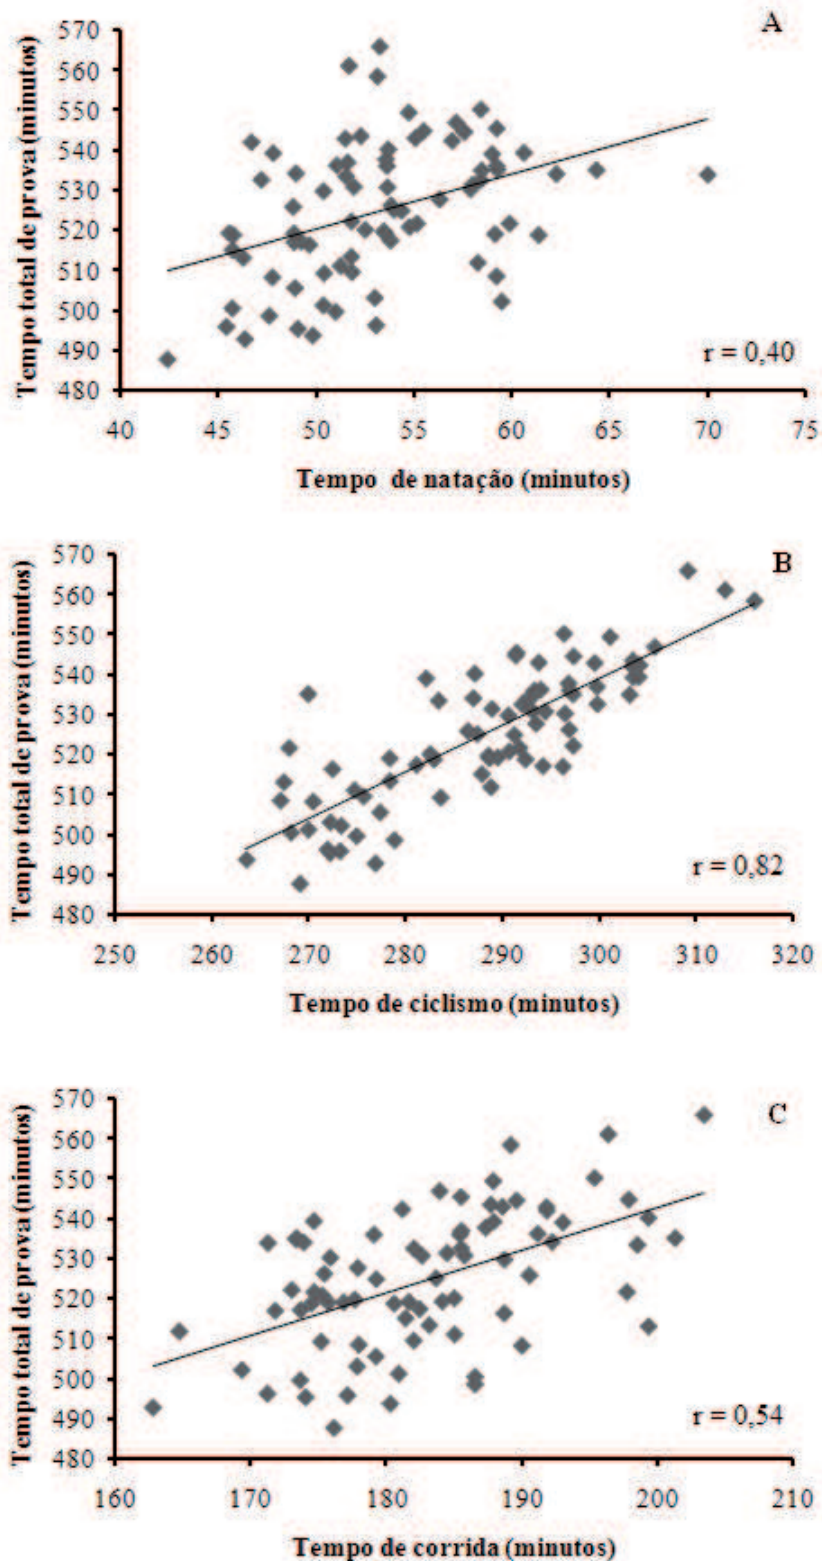 A
Tempo total de prova (minutos)
570
560
550
540
530
520
510
500
490
480
r = 0,40
40 45 50 55 60 65 70 75
Tempo de natação (minutos)
B
Tempo total de prova (minutos)
570
560
550
540
530
520
510
500
490
480
r = 0,82
250 260 270 280 290 300 310 320
Tempo de ciclismo (minutos)
C
Tempo total de prova (minutos)
570
560
550
540
530
520
510
500
490
480
r = 0,54
160 170 180 190 200 210
Tempo de corrida (minutos)